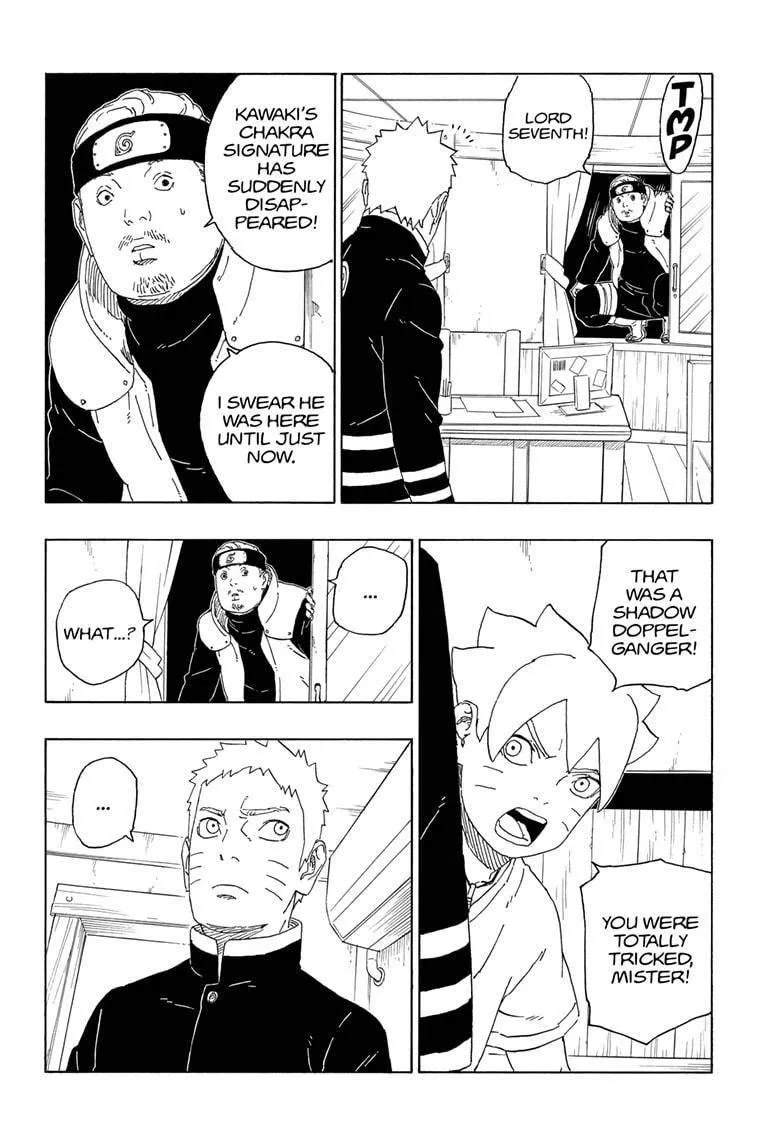 TMP
LORD
SEVENTH!
KAWAKI'S
CHAKRA
SIGNATURE
HAS
SUDDENLY
DISAP-
PEARED!
I SWEAR HE
WAS HERE
UNTIL JUST
NOW.
THAT
WAS A
SHADOW
DOPPEL-
GANGER!
YOU WERE
TOTALLY
TRICKED,
MISTER!
...
WHAT...?
...